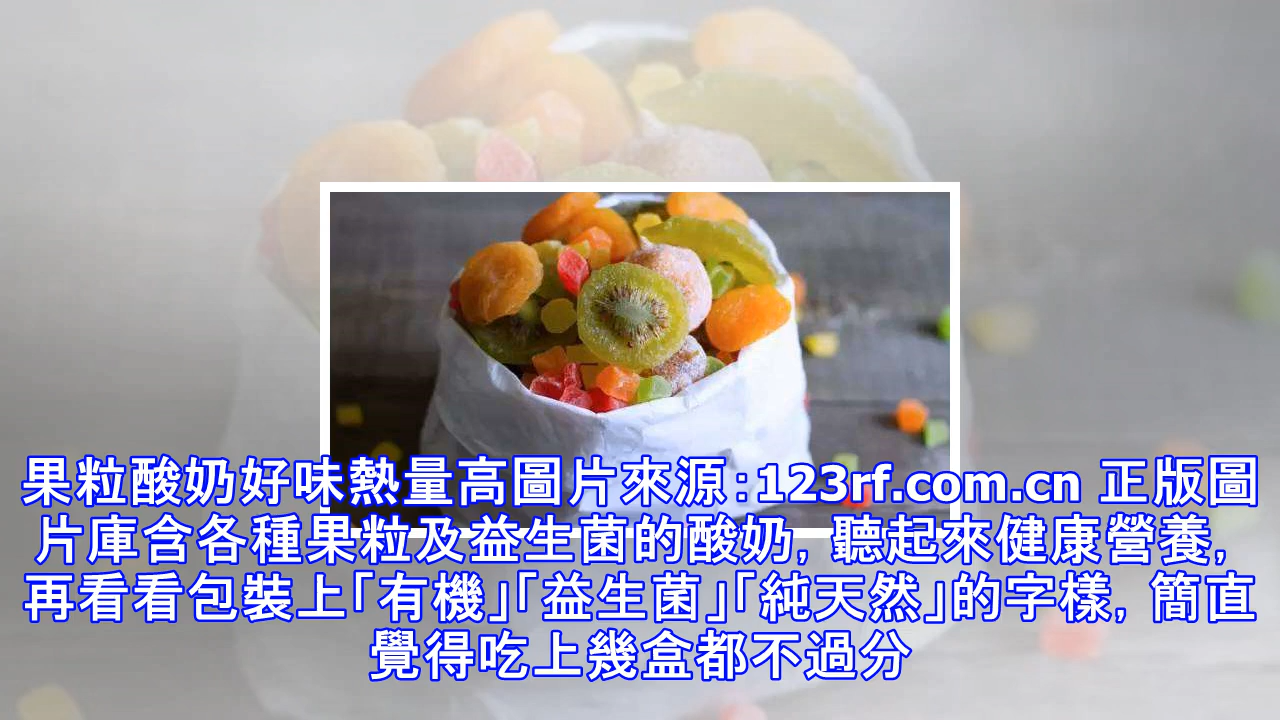 果粒酸奶好味熱量高圖片來源:123rf.com.cn 正版圖
片庫含各種果粒及益生菌的酸奶, 聽起來健康營養,
再看看包裝上「有機」「益生菌」「純天然」的字樣, 簡直
覺得吃上幾盒都不過分